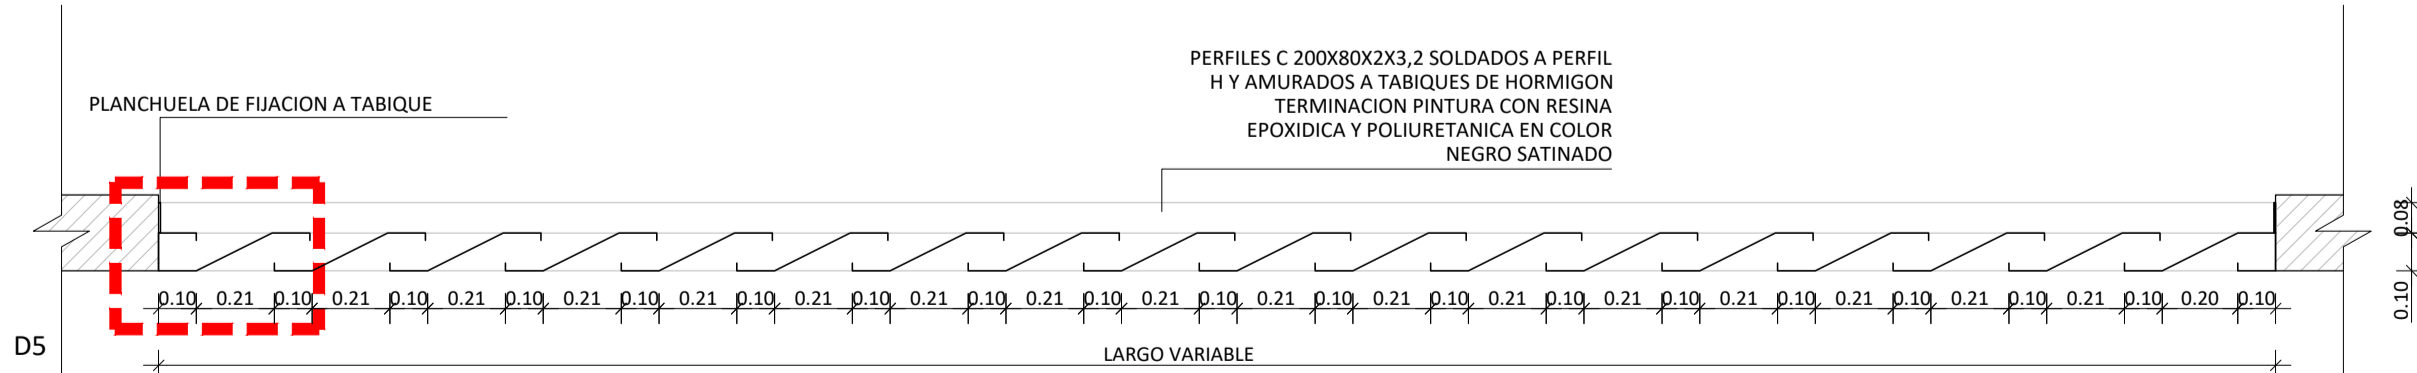 PERFILES C 200X80X2X3,2 SOLDADOS A PERFIL
H Y AMURADOS A TABIQUES DE HORMIGON
TERMINACION PINTURA CON RESINA
EPOXIDICA Y POLIURETANICA EN COLOR
NEGRO SATINADO
PLANCHUELA DE FIJACION A TABIQUE
0.08
0.10
0.10 0.21 0.10 0.21 0.10 0.21 0.10 0.21 0.10 0.21 0.10 0.21 0.10 0.21 0.10 0.21 0.10 0.21 0.10 0.21 0.10 0.21 0.10 0.21 0.10 0.21 0.10 0.21 0.10 0.21 0.10 0.21 0.10 0.21 0.10 0.20 0.10
D5
LARGO VARIABLE